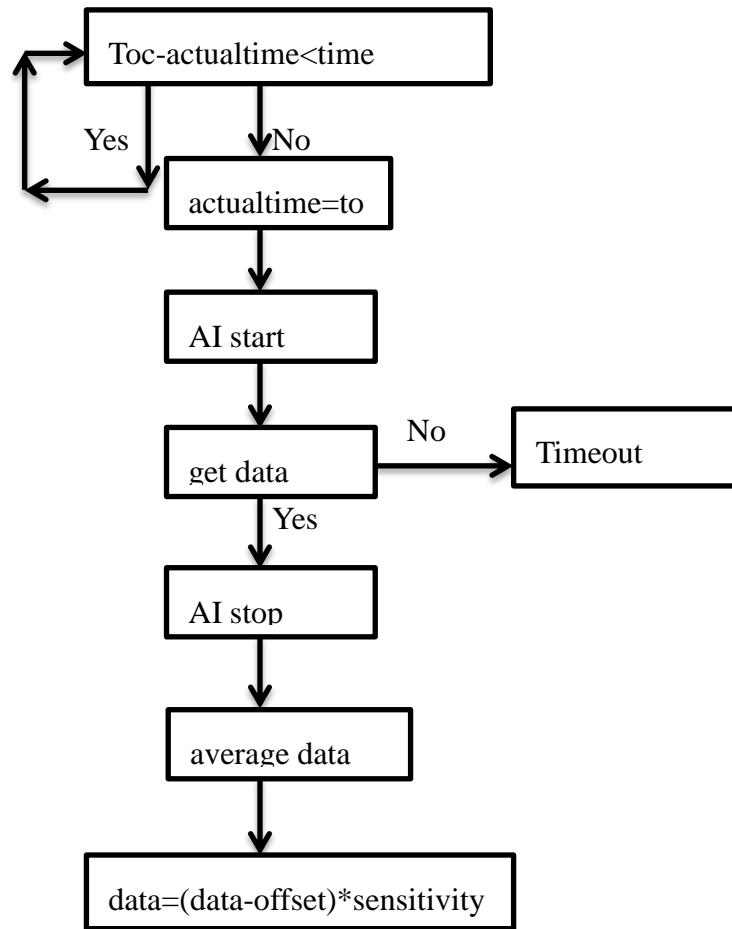 Toc-actualtime<time
Yes
No
actualtime=to
AI start
get data
No
Timeout
Yes
AI stop
average data
data=(data-offset)*sensitivity